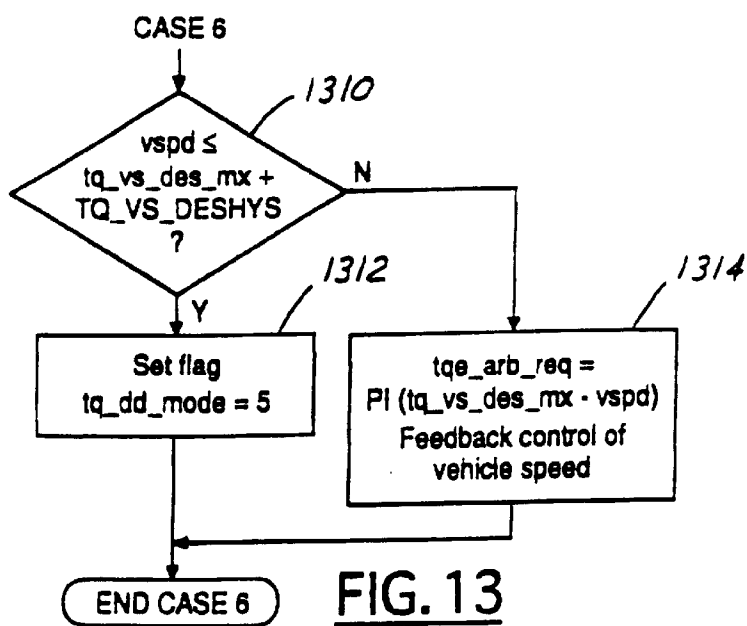 CASE 6
1310
vspd ≤
tq_vs_des_mx +
TQ_VS_DESHYS
?
N
Y
1312
Set flag
tq_dd_mode = 5
1314
tqe_arb_req =
PI (tq_vs_des_mx - vspd)
Feedback control of
vehicle speed
END CASE 6
FIG. 13